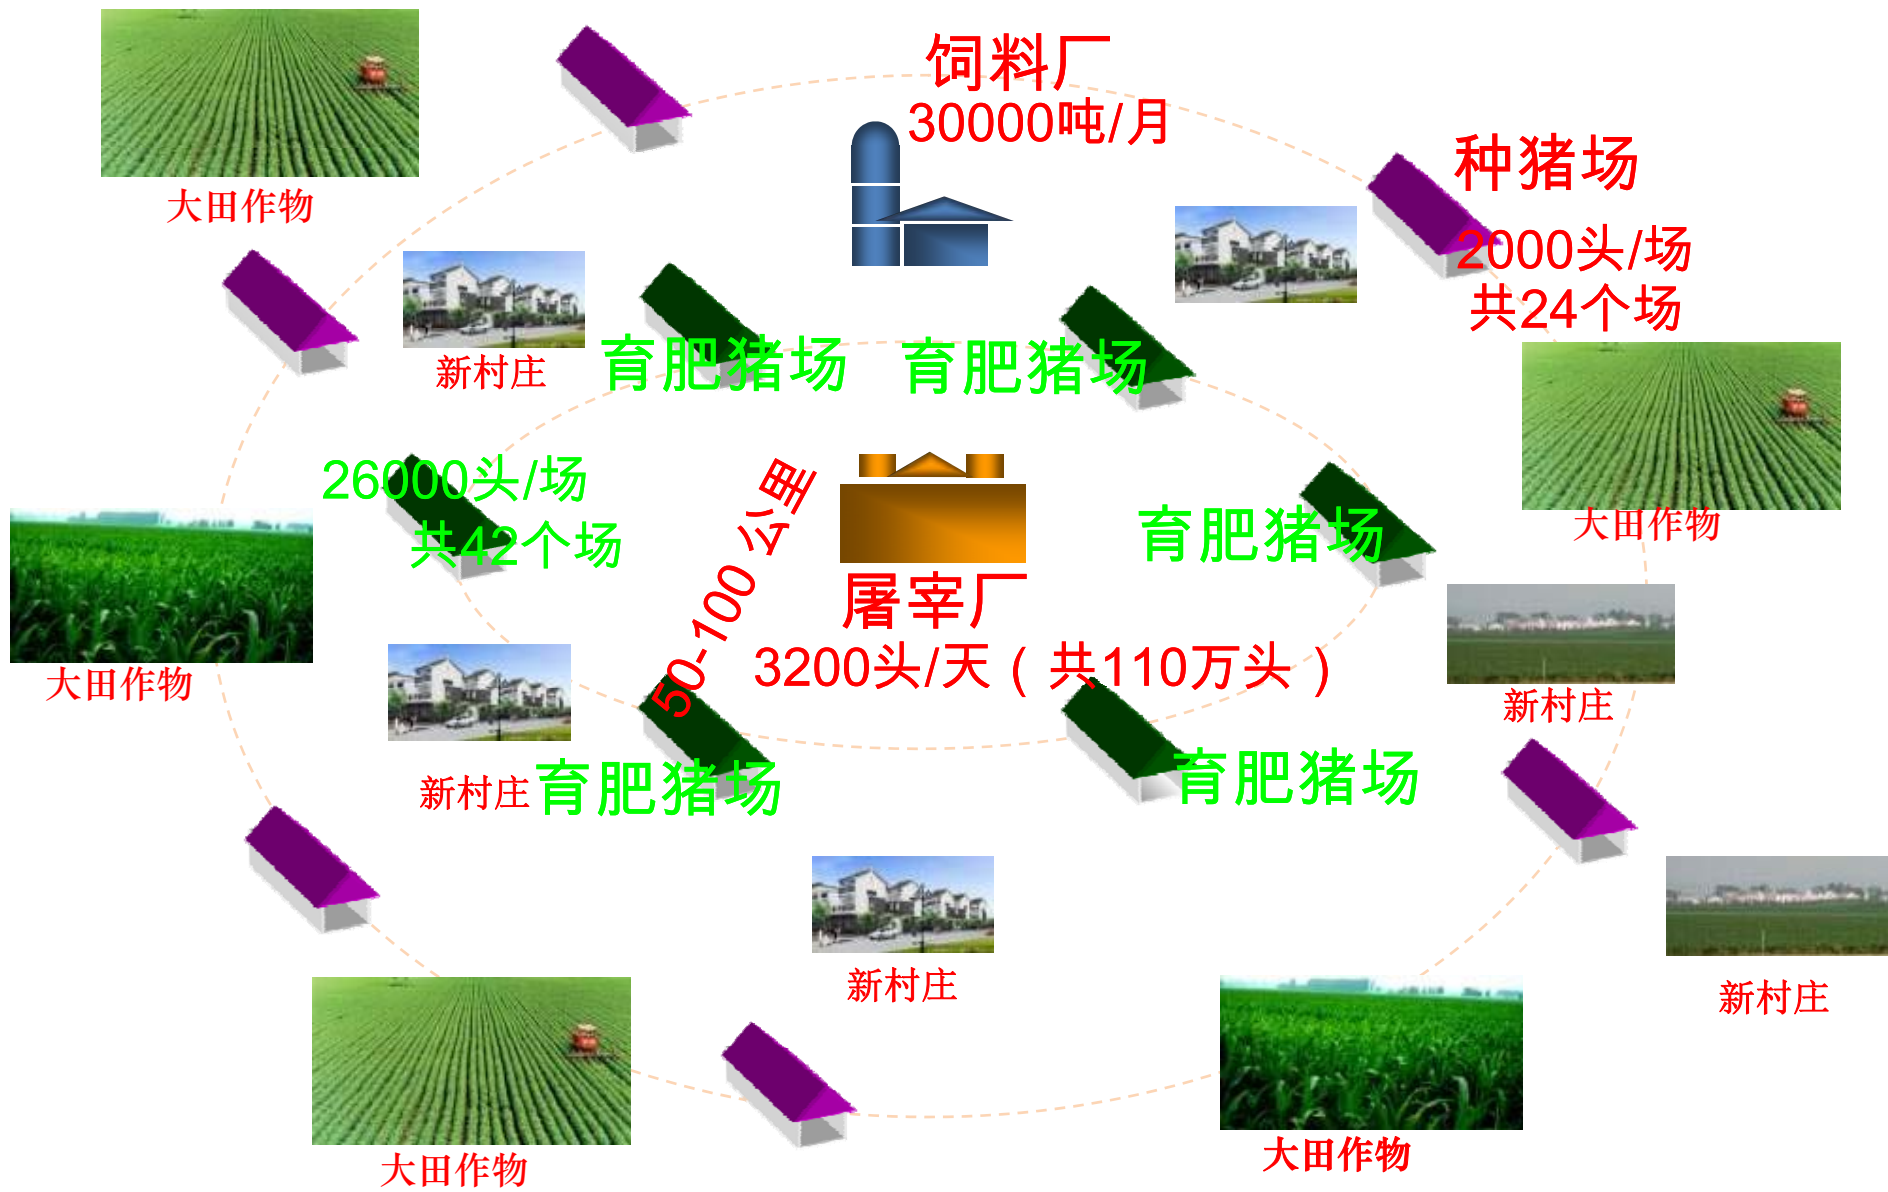 饲料厂
30000吨/月
种猪场
大田作物
2000头/场
共24个场
新村庄
育肥猪场
育肥猪场
26000头/场
共42个场
50-100 公里
育肥猪场
大田作物
屠宰厂
3200头/天（共110万头）
大田作物
新村庄
新村庄
育肥猪场
育肥猪场
新村庄
新村庄
大田作物
大田作物